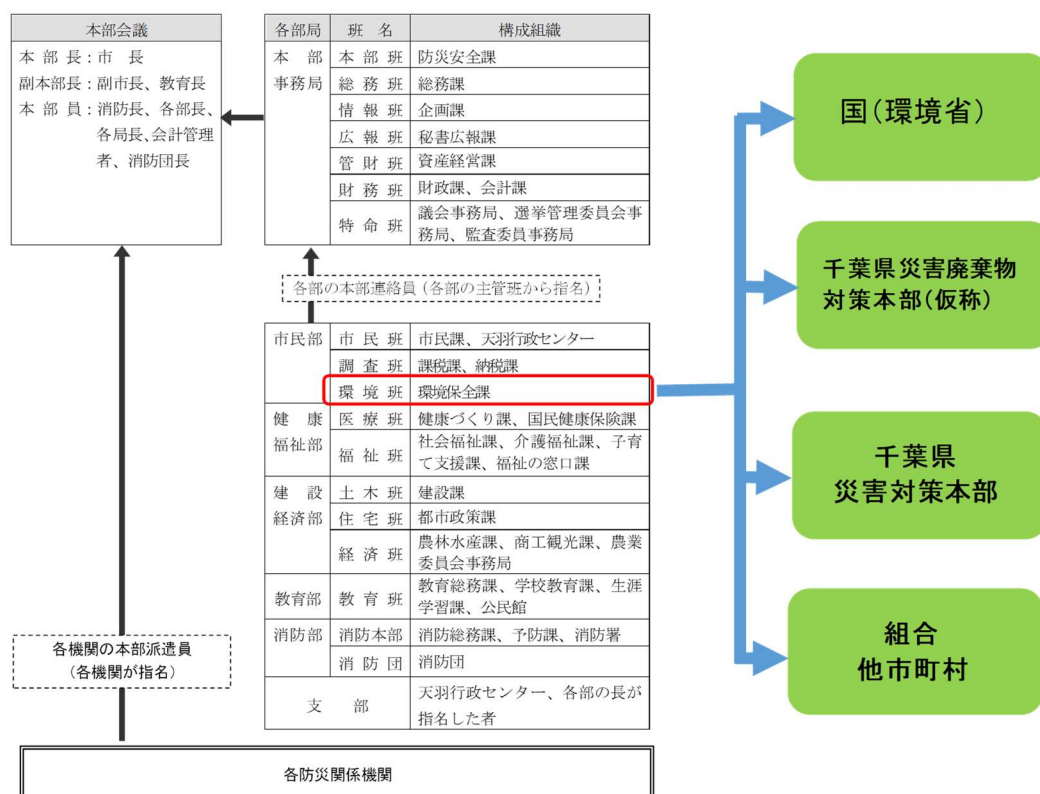 本部会議
本 部 長：市　長
副本部長：副市長、教育長
本 部 員：消防長、各部長、
各局長、会計管理
者、消防団長
各部局 班　名 構成組織
本　部 本 部 班 防災安全課
事務局 総 務 班 総務課
情 報 班 企画課
広 報 班 秘書広報課
管 財 班 資産経営課
財 務 班 財政課、会計課
特 命 班 議会事務局、選挙管理委員会事
務局、監査委員事務局
各部の本部連絡員（各部の主管班から指名）
市民部 市 民 班 市民課、天羽行政センター
調 査 班 課税課、納税課
環 境 班 環境保全課
健　康 医 療 班 健康づくり課、国民健康保険課
福祉部 福 祉 班 社会福祉課、介護福祉課、子育
て支援課、福祉の窓口課
建　設 土 木 班 建設課
経済部 住 宅 班 都市政策課
経 済 班 農林水産課、商工観光課、農業
委員会事務局
教育部 教 育 班 教育総務課、学校教育課、生涯
学習課、公民館
消防部 消防本部 消防総務課、予防課、消防署
消 防 団 消防団
支　部 天羽行政センター、各部の長が
指名した者
各機関の本部派遣員
（各機関が指名）
各防災関係機関
国（環境省）
千葉県災害廃棄物
対策本部（仮称）
千葉県
災害対策本部
組合
他市町村